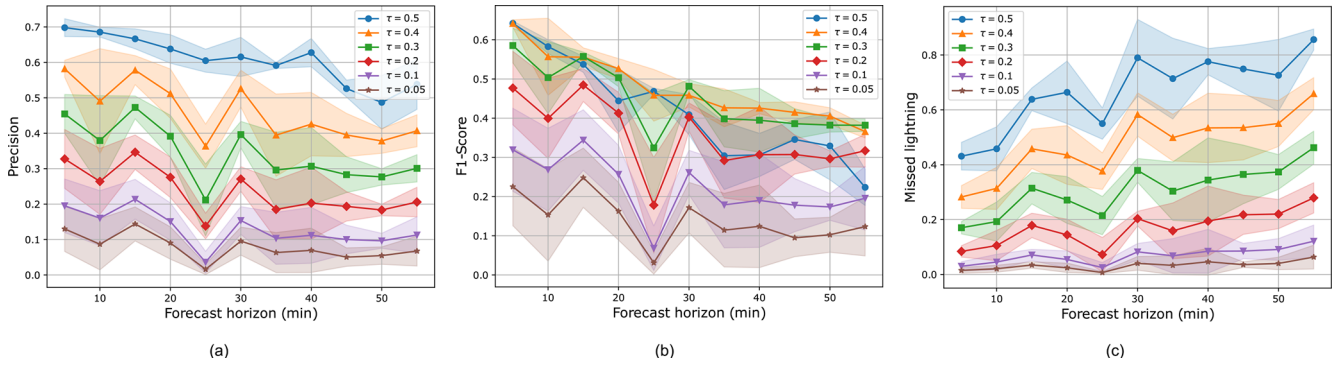 0.7
0.6
0.5
0.4
0.3
0.2
0.1
0.0
Precision
10
20
30
40
50
Forecast horizon (min)
τ = 0.5
τ = 0.4
τ = 0.3
τ = 0.2
τ = 0.1
τ = 0.05
(a)
0.6
0.5
0.4
0.3
0.2
0.1
0.0
F1-Score
10
20
30
40
50
Forecast horizon (min)
τ = 0.5
τ = 0.4
τ = 0.3
τ = 0.2
τ = 0.1
τ = 0.05
(b)
0.8
0.6
0.4
0.2
0.0
Missed lightning
10
20
30
40
50
Forecast horizon (min)
τ = 0.5
τ = 0.4
τ = 0.3
τ = 0.2
τ = 0.1
τ = 0.05
(c)